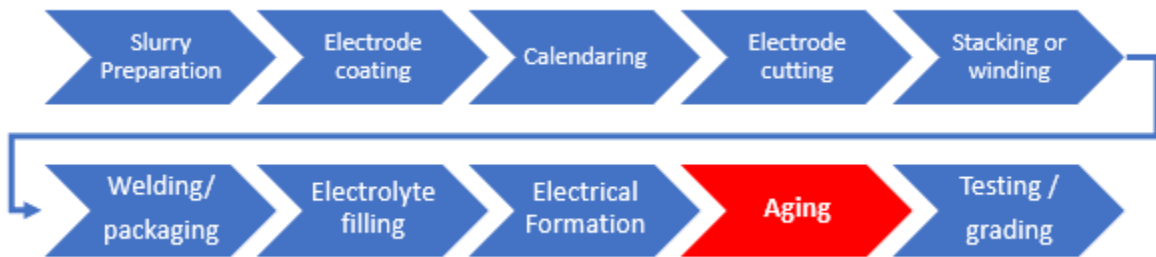 Slurry
Preparation
Electrode
coating
Calendaring
Electrode
cutting
Stacking or
winding
Welding/
packaging
Electrolyte
filling
Electrical
Formation
Aging
Testing /
grading